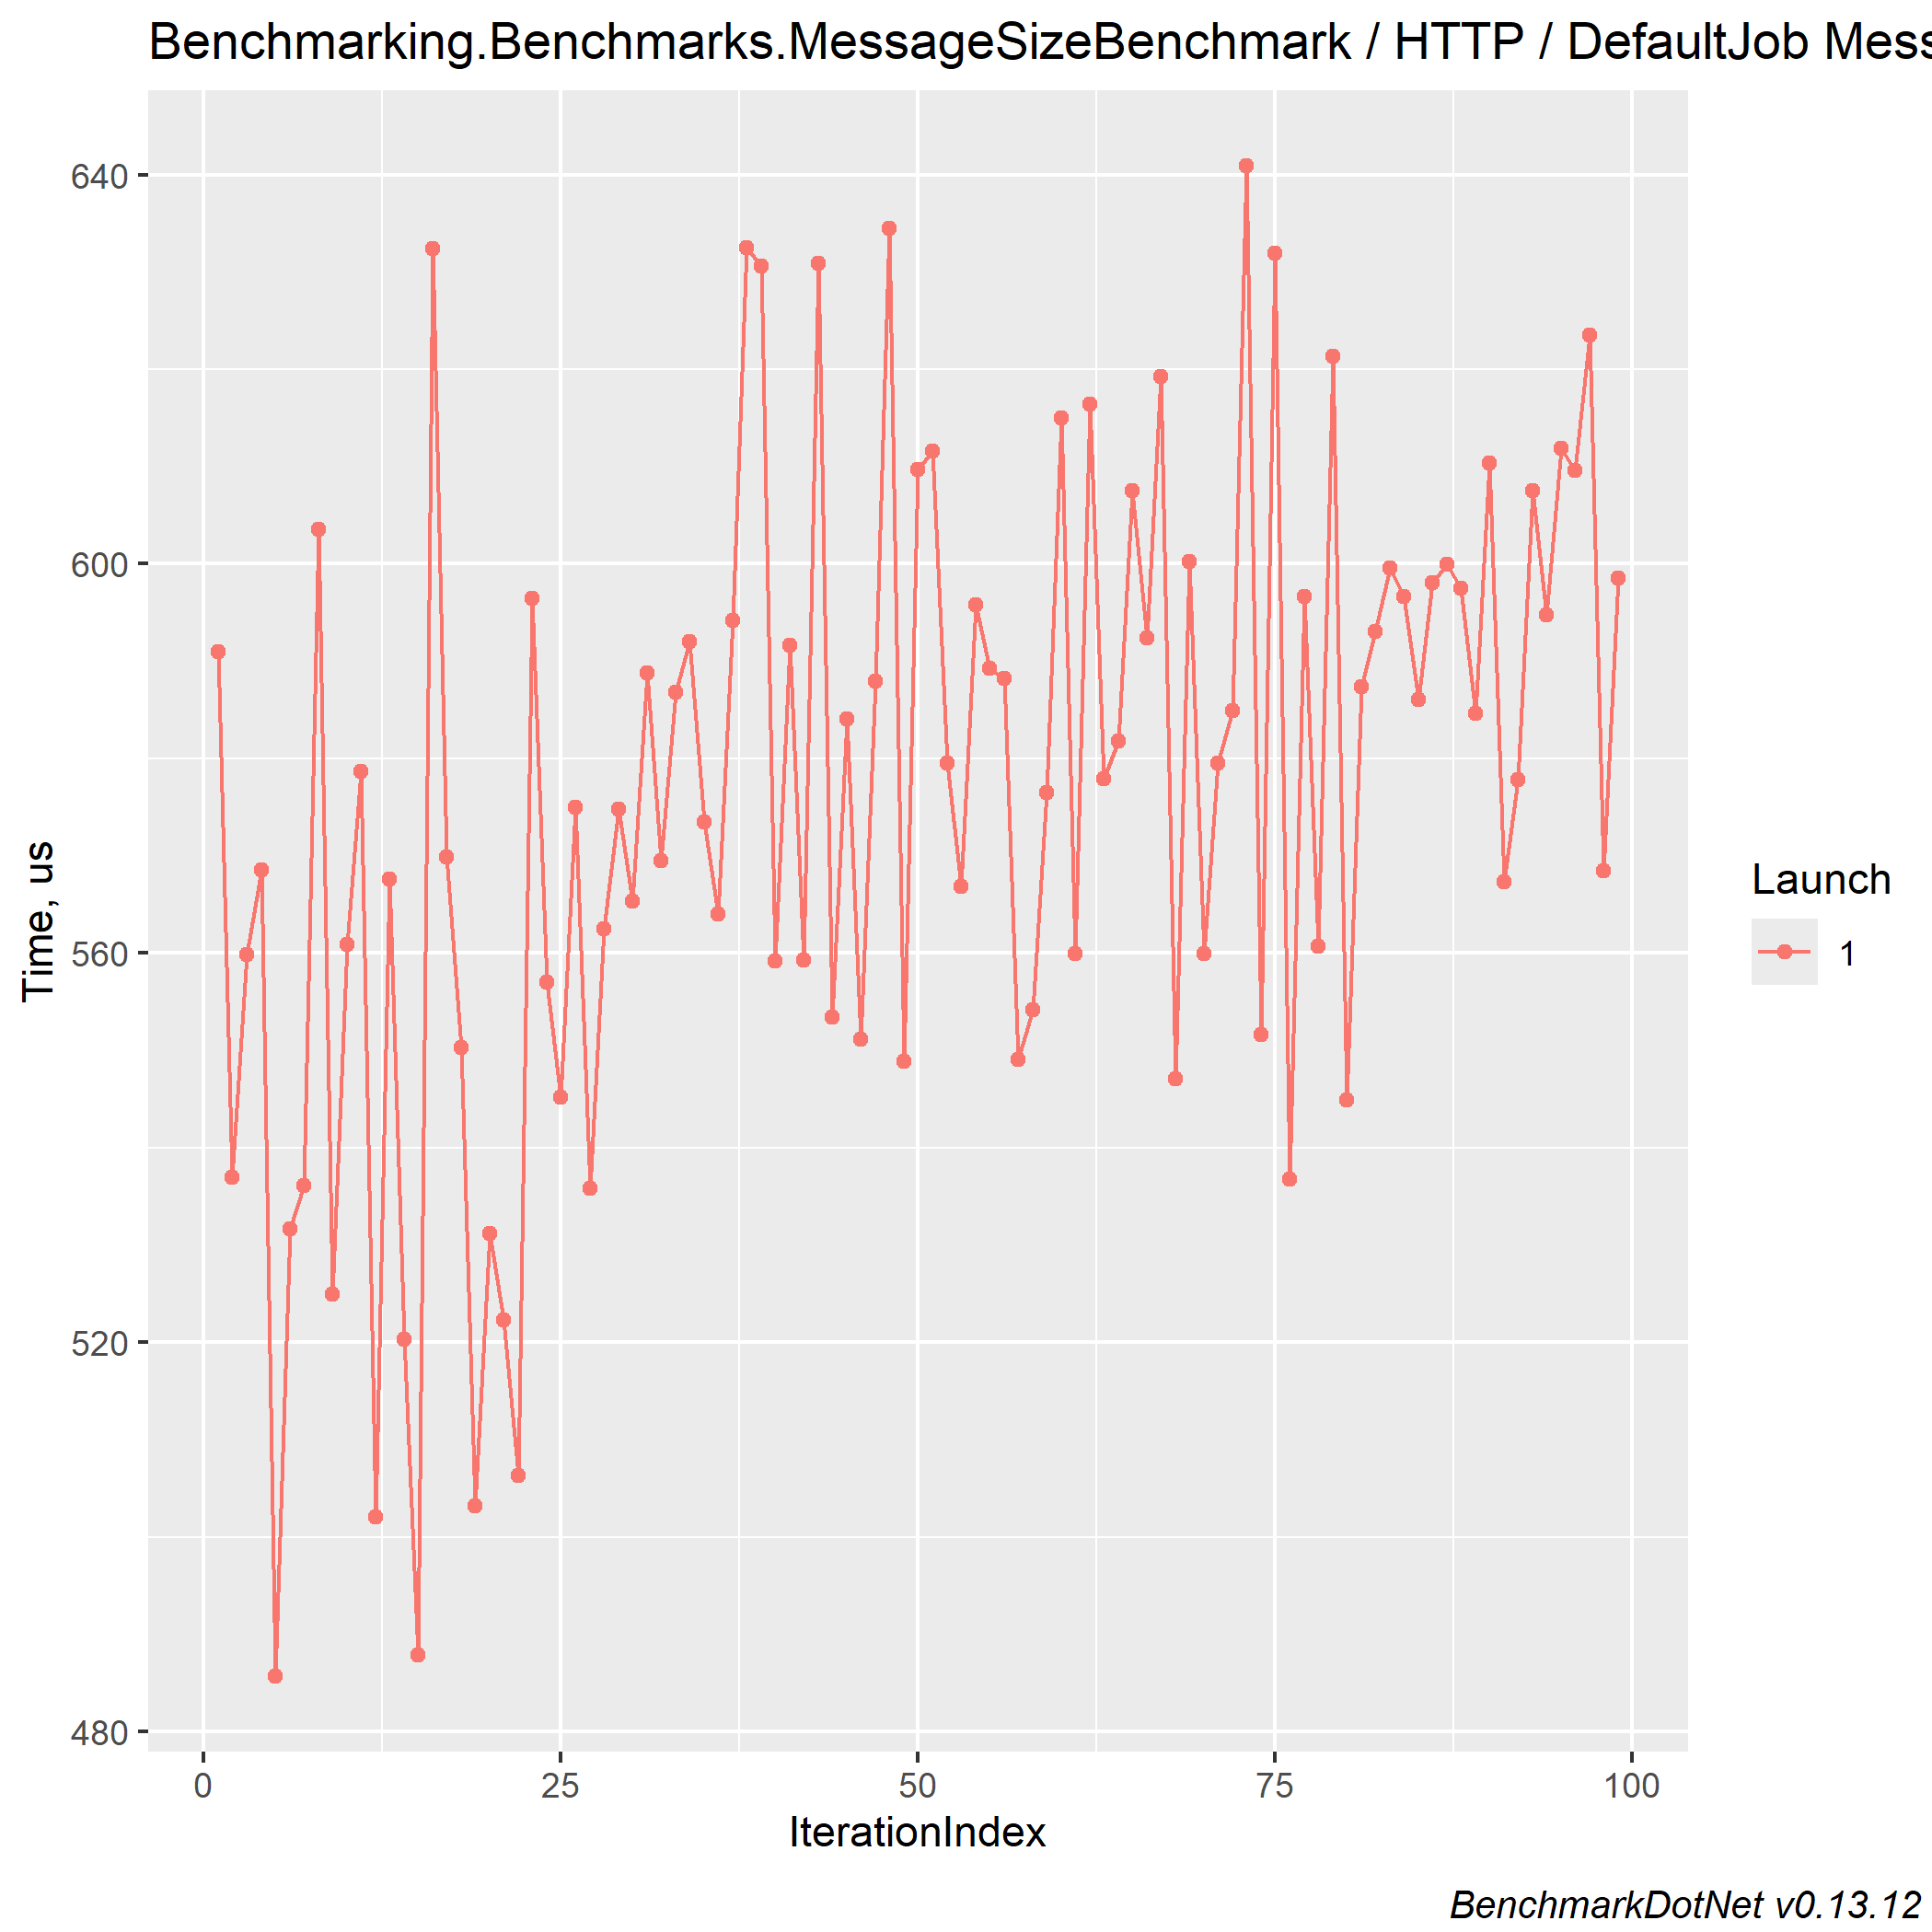 Benchmarking.Benchmarks.MessageSizeBenchmark / HTTP / DefaultJob Mess
640
600
560
520
480
Time, us
0 25 50 75 100
IterationIndex
Launch
1
BenchmarkDotNet v0.13.12